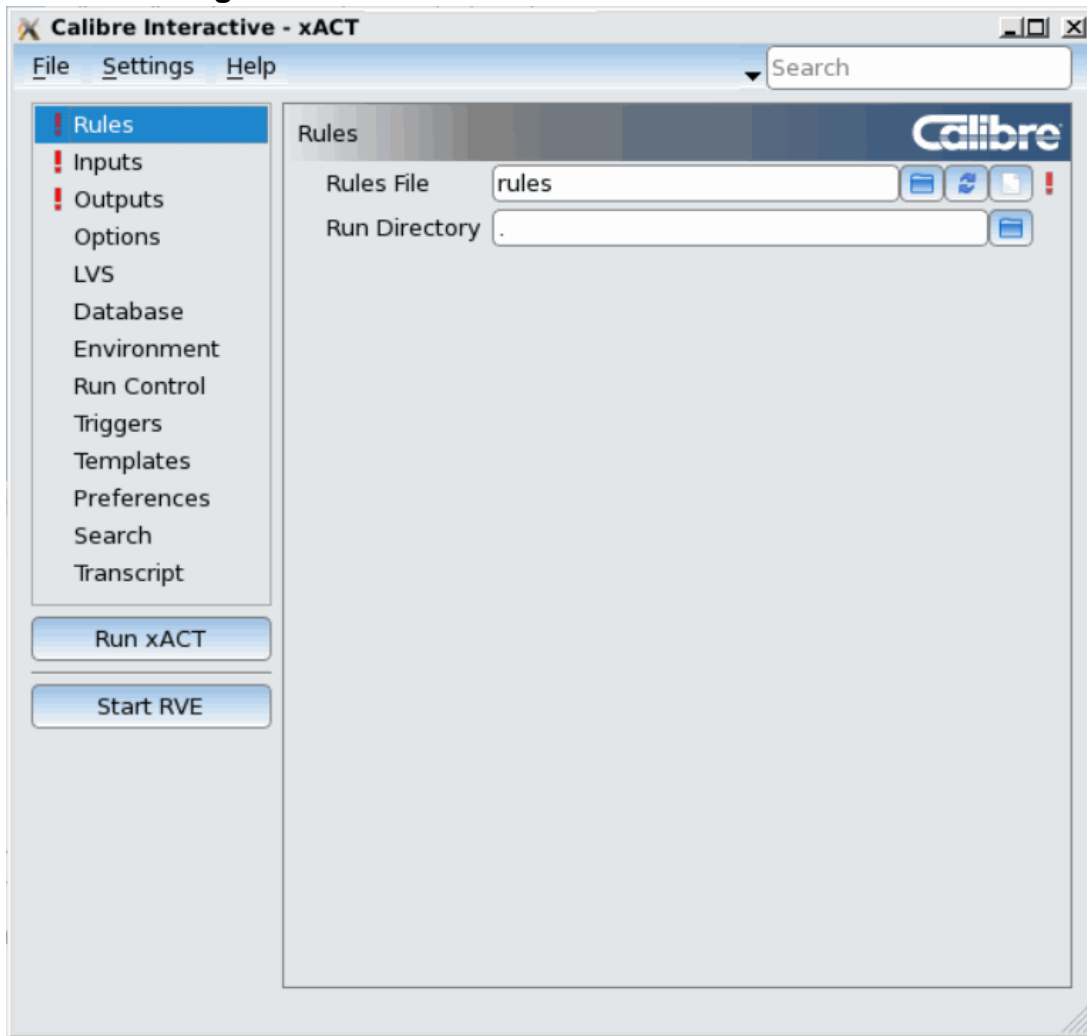 Calibre Interactive - xACT
File Settings Help
Search
! Rules
! Inputs
! Outputs
Options
LVS
Database
Environment
Run Control
Triggers
Templates
Preferences
Search
Transcript
Run xACT
Start RVE
Rules
Calibre
Rules File rules !
Run Directory .